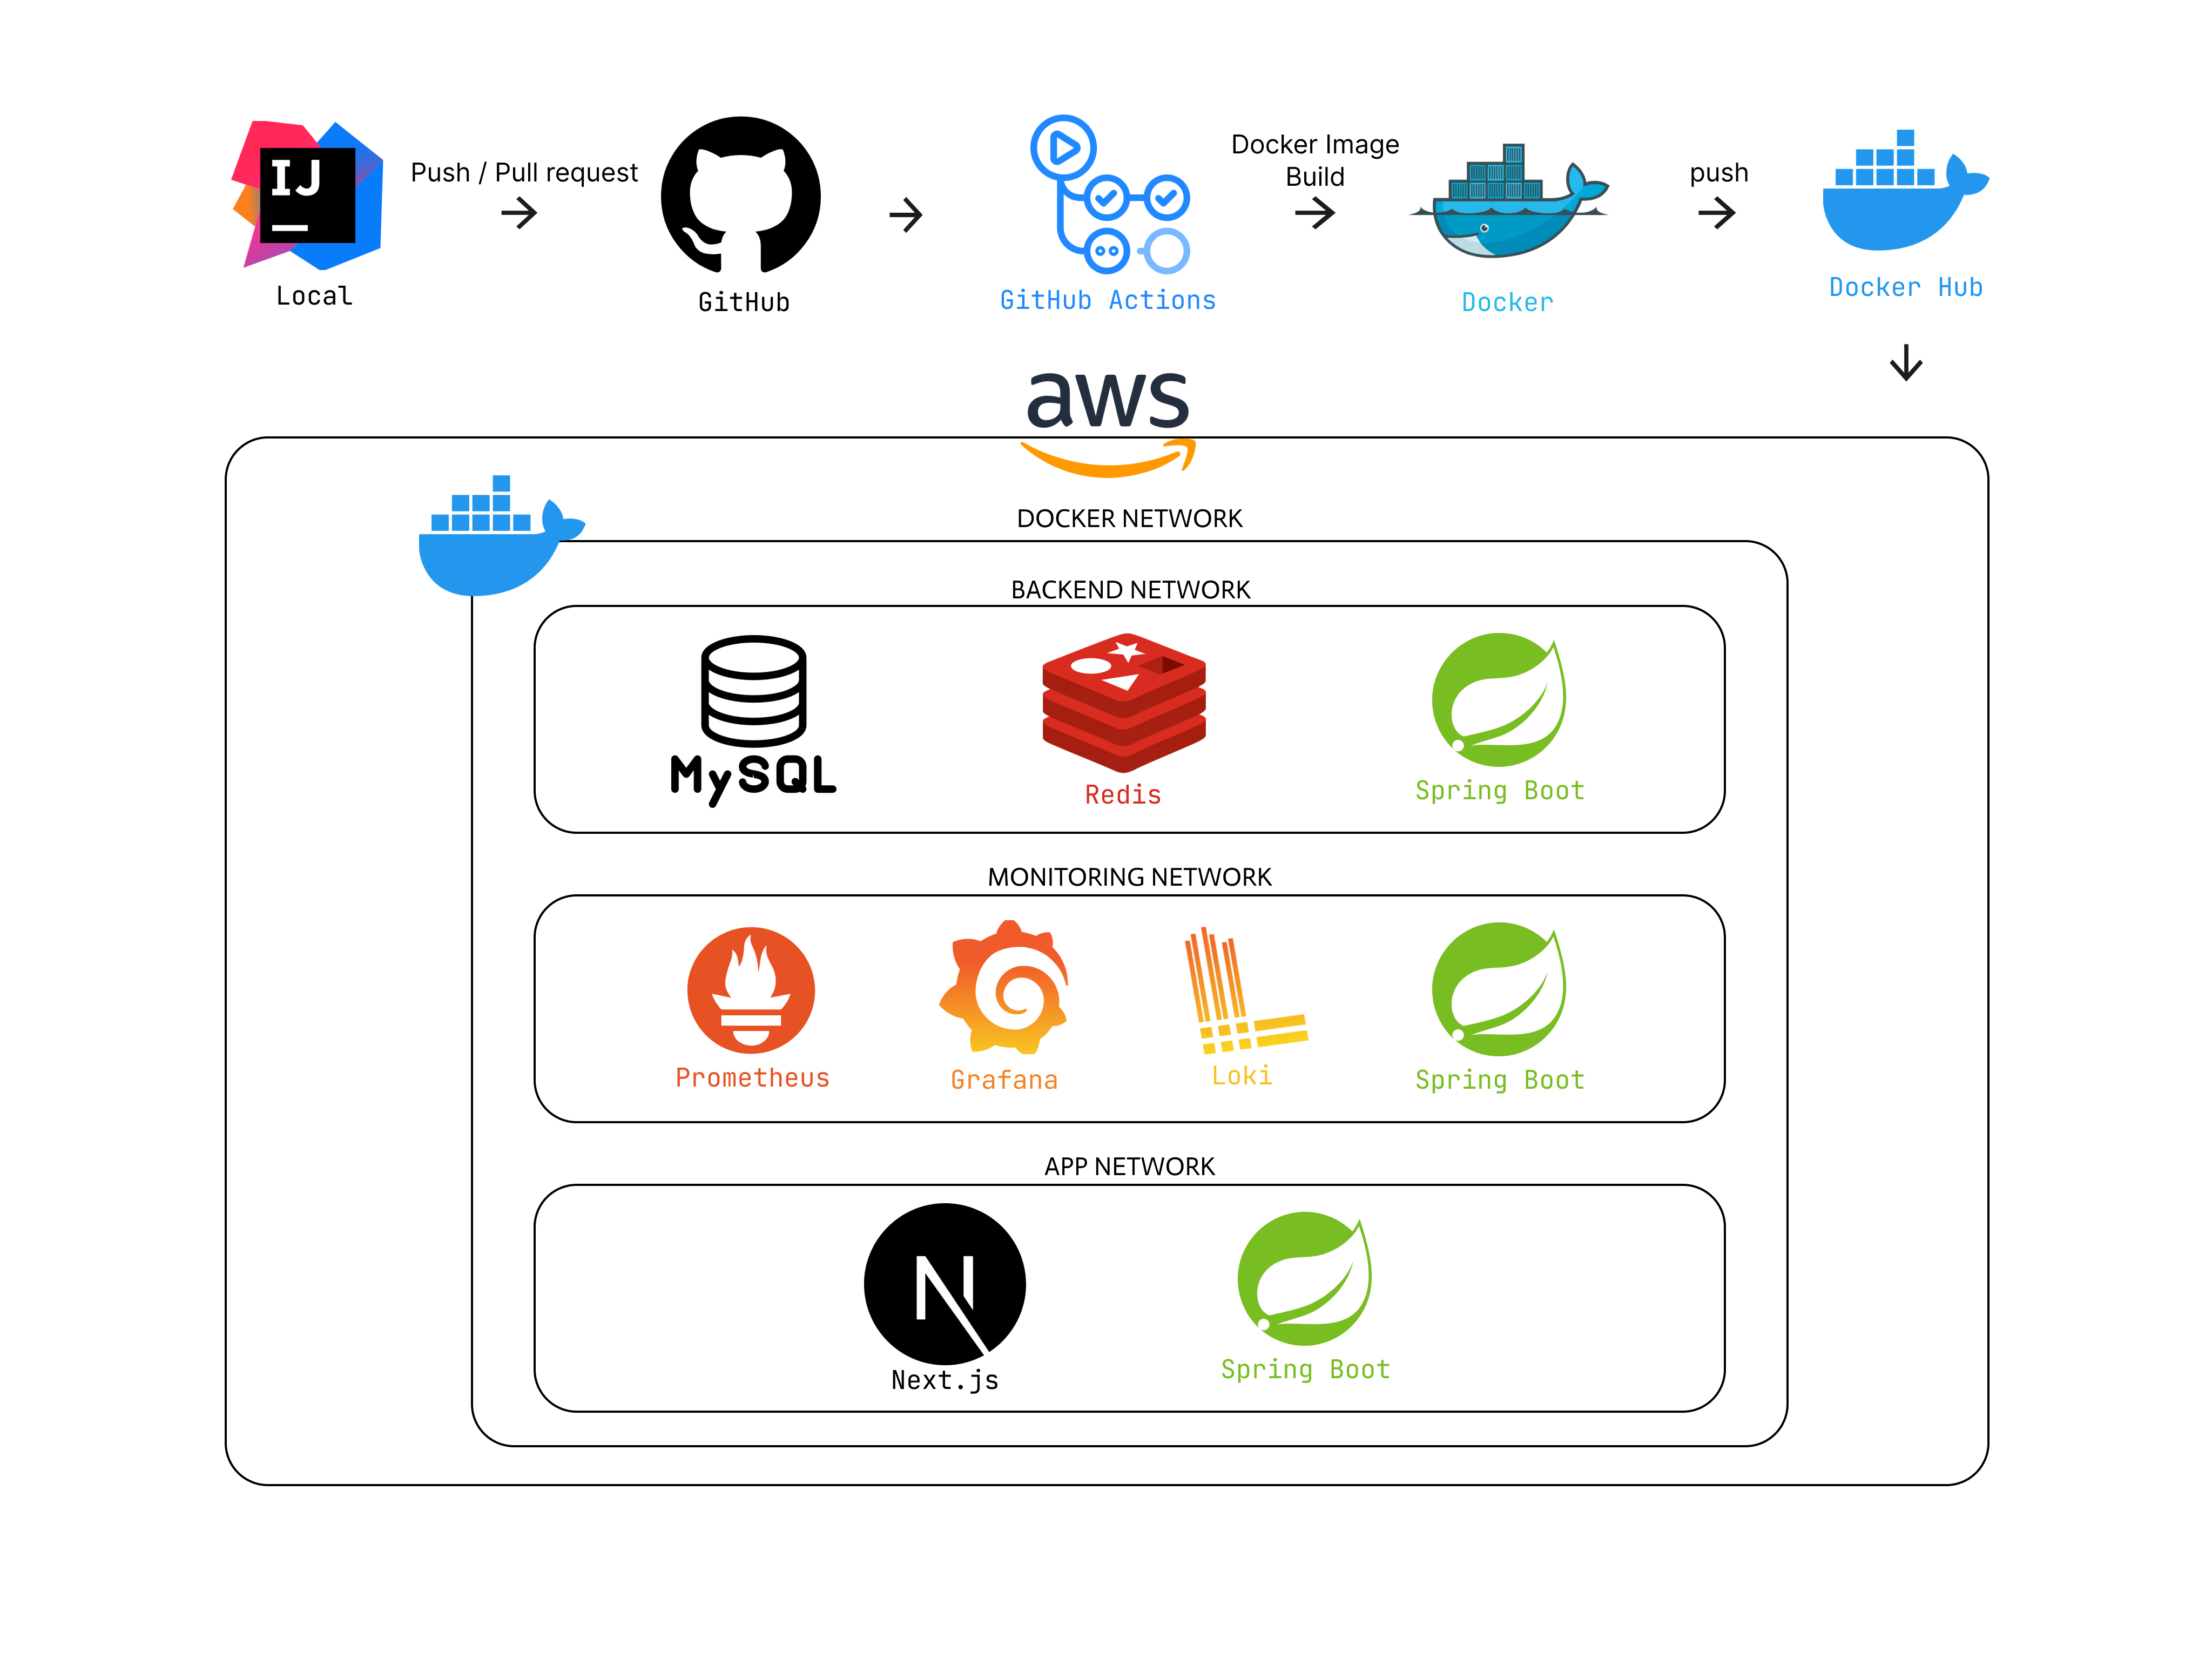 IJ
Local
Push / Pull request
GitHub
GitHub Actions
Docker Image
Build
Docker
push
Docker Hub
aws
DOCKER NETWORK
BACKEND NETWORK
MySQL
Redis
Spring Boot
MONITORING NETWORK
Prometheus
Grafana
Loki
Spring Boot
APP NETWORK
N
Next.js
Spring Boot